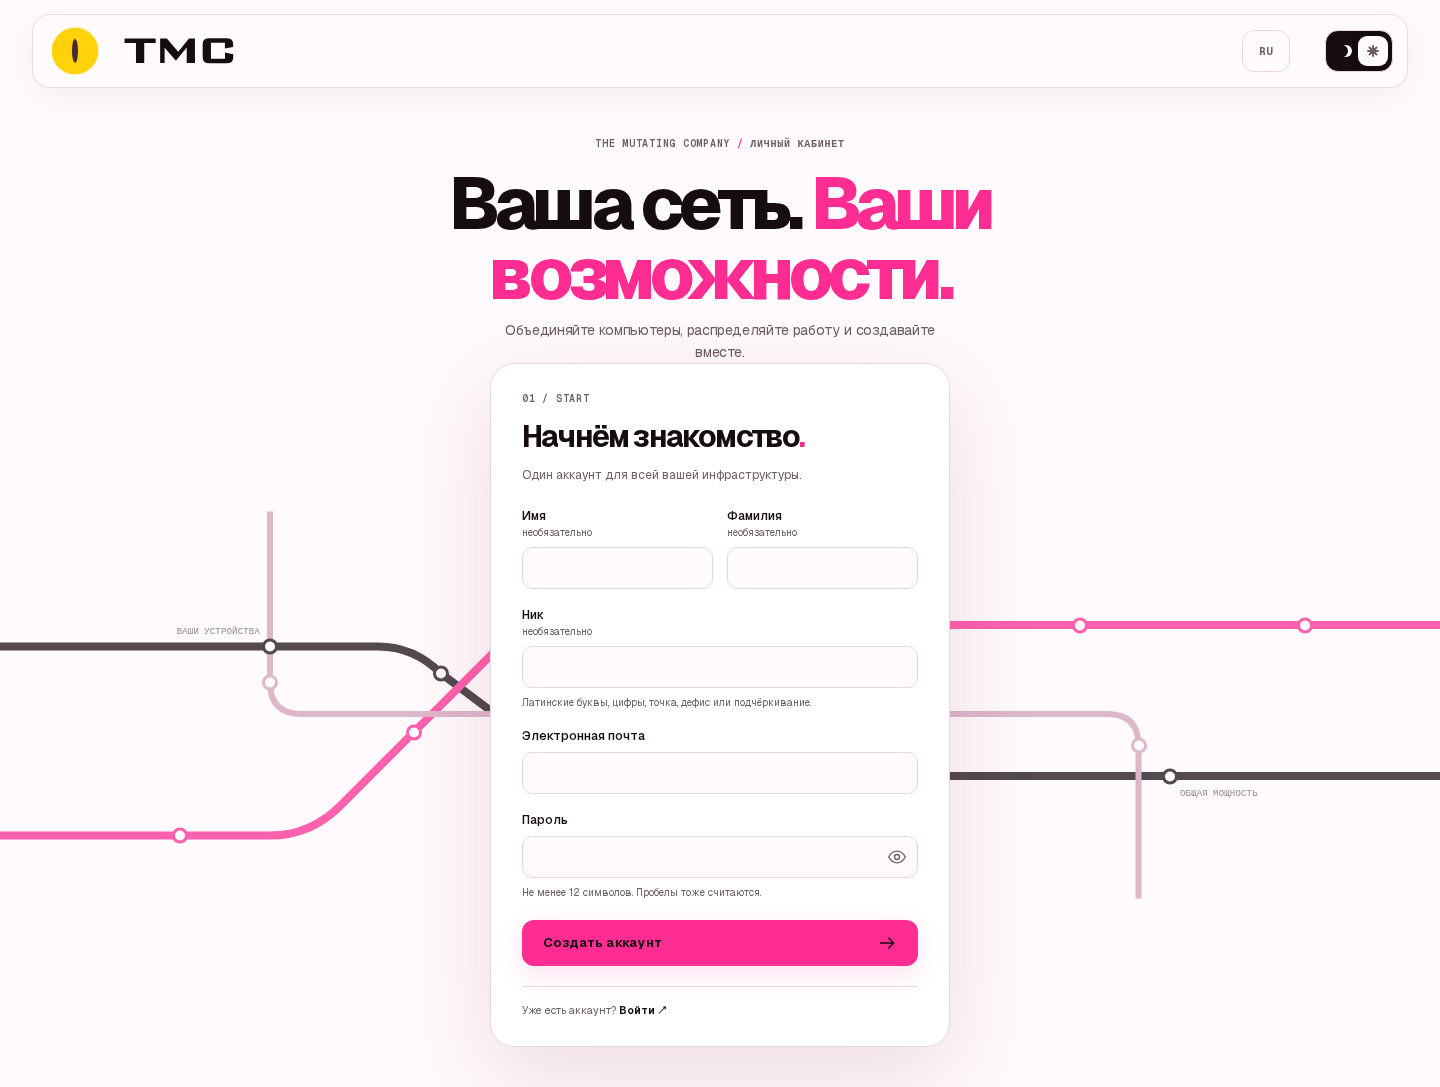 TMC
RU
THE MUTATING COMPANY / ЛИЧНЫЙ КАБИНЕТ
Ваша сеть. Ваши
возможности.
Объединяйте компьютеры, распределяйте работу и создавайте
вместе.
01 / START
Начнём знакомство.
Один аккаунт для всей вашей инфраструктуры.
Имя
необязательно
Фамилия
необязательно
Ник
необязательно
Латинские буквы, цифры, точка, дефис или подчёркивание.
Электронная почта
Пароль
Не менее 12 символов. Пробелы тоже считаются.
Создать аккаунт →
Уже есть аккаунт? Войти ↗
ВАШИ УСТРОЙСТВА
ОБЩАЯ МОЩНОСТЬ